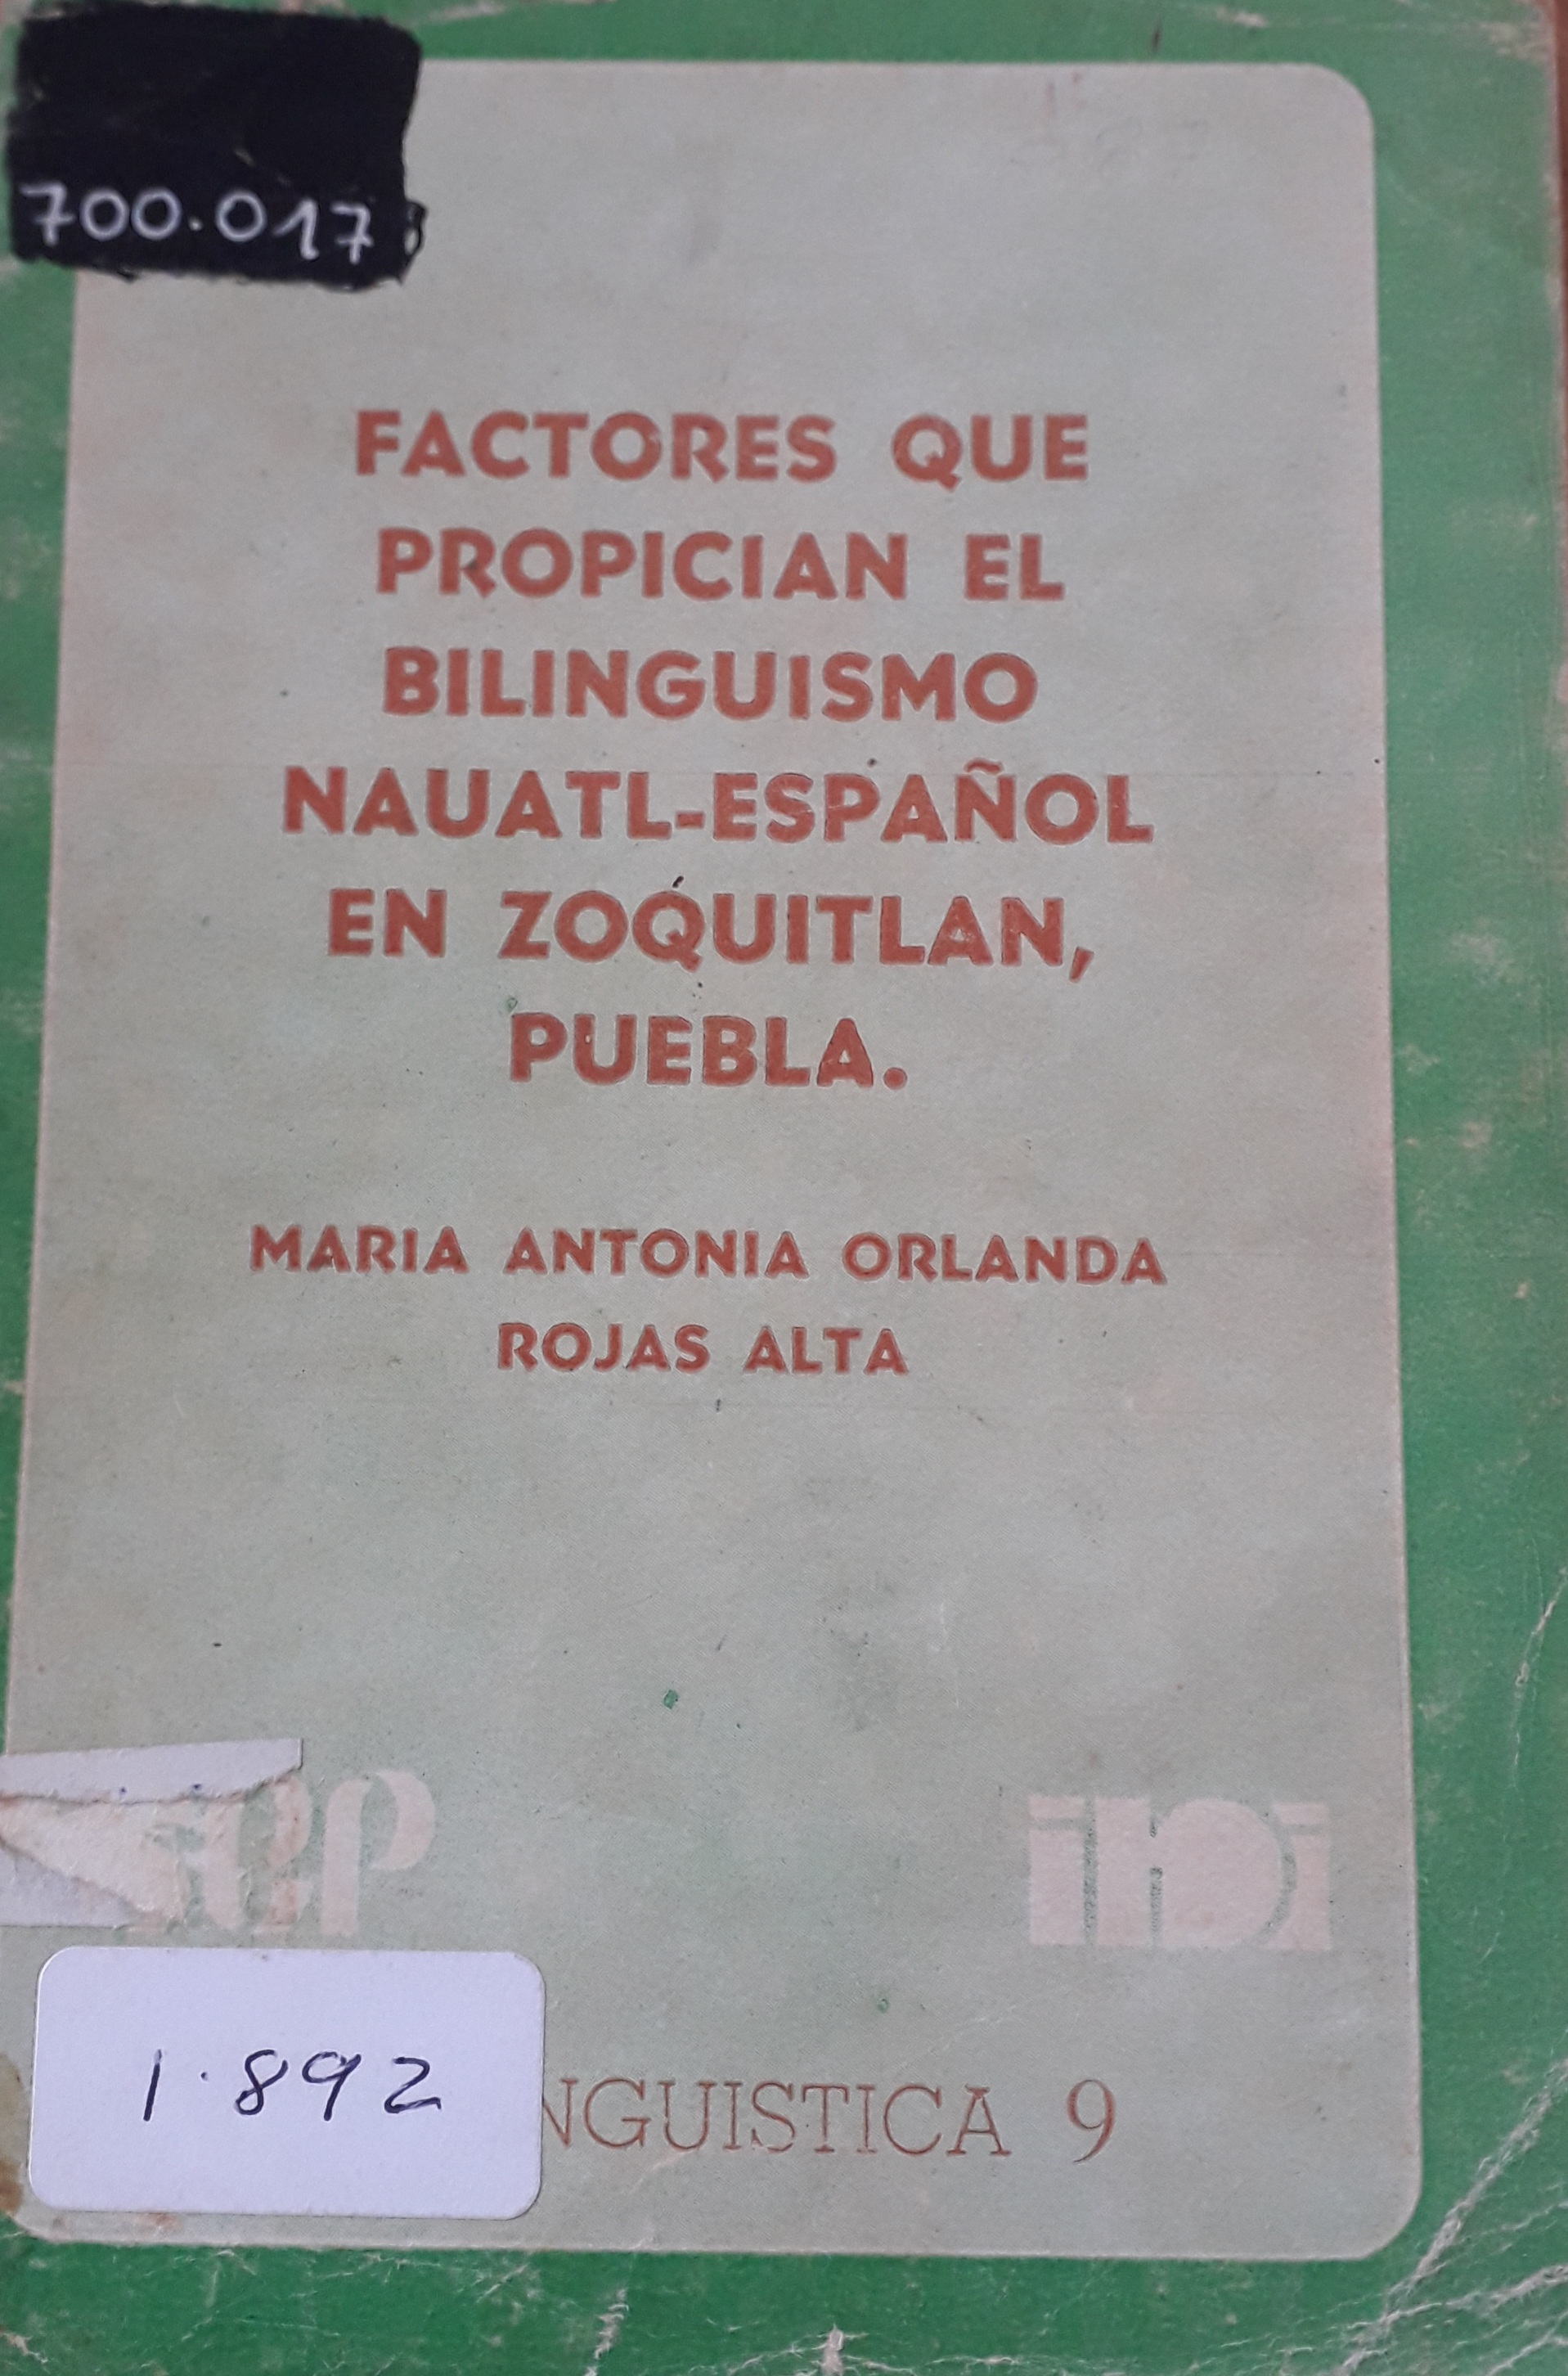 700.017
FACTORES QUE
PROPICIAN EL
BILINGUISMO
NAUATL-ESPAÑOL
EN ZOQUITLAN,
PUEBLA.
MARIA ANTONIA ORLANDA
ROJAS ALTA
SEP
INI
1.892
NGUISTICA 9